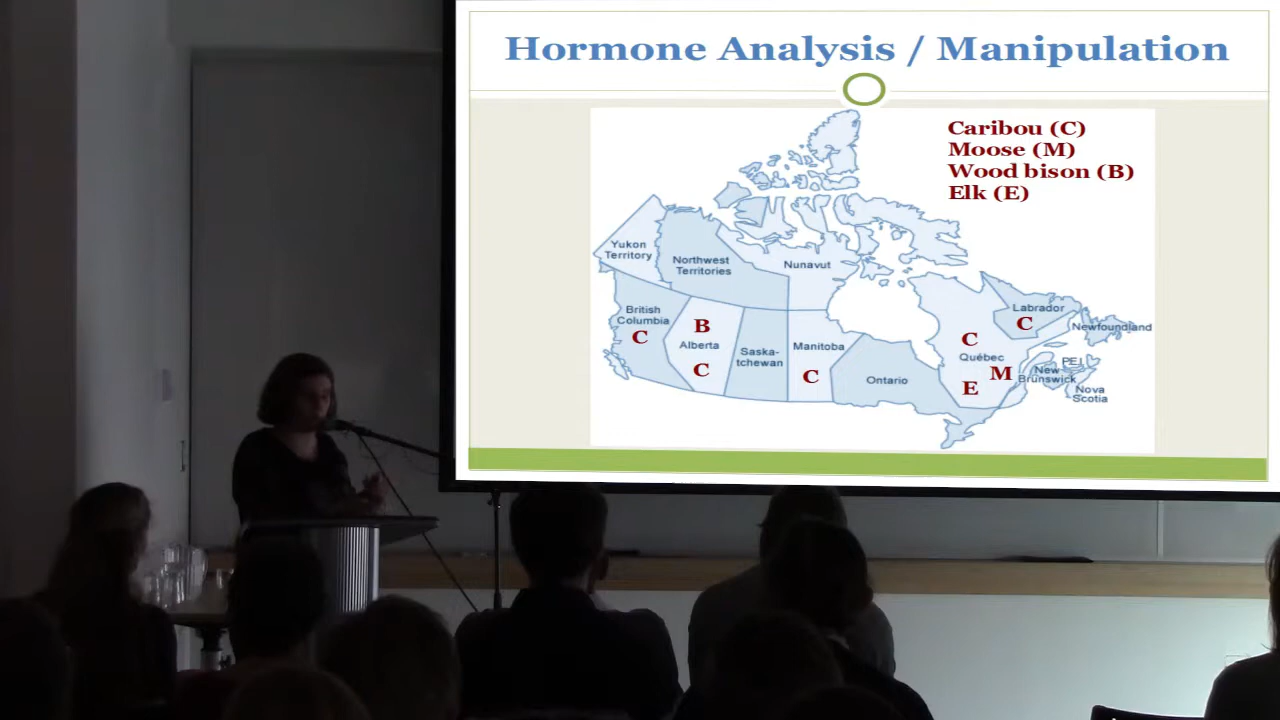 Hormone Analysis / Manipulation
Caribou (C)
Moose (M)
Wood bison (B)
Elk (E)
Yukon
Territory
Northwest
Territories
Nunavut
British
Columbia
C
B
Alberta
C
Saska-
tchewan
Manitoba
C
Ontario
Labrador
C
Newfoundland
C
Québec
M
E
PEI
New
Brunswick
Nova
Scotia